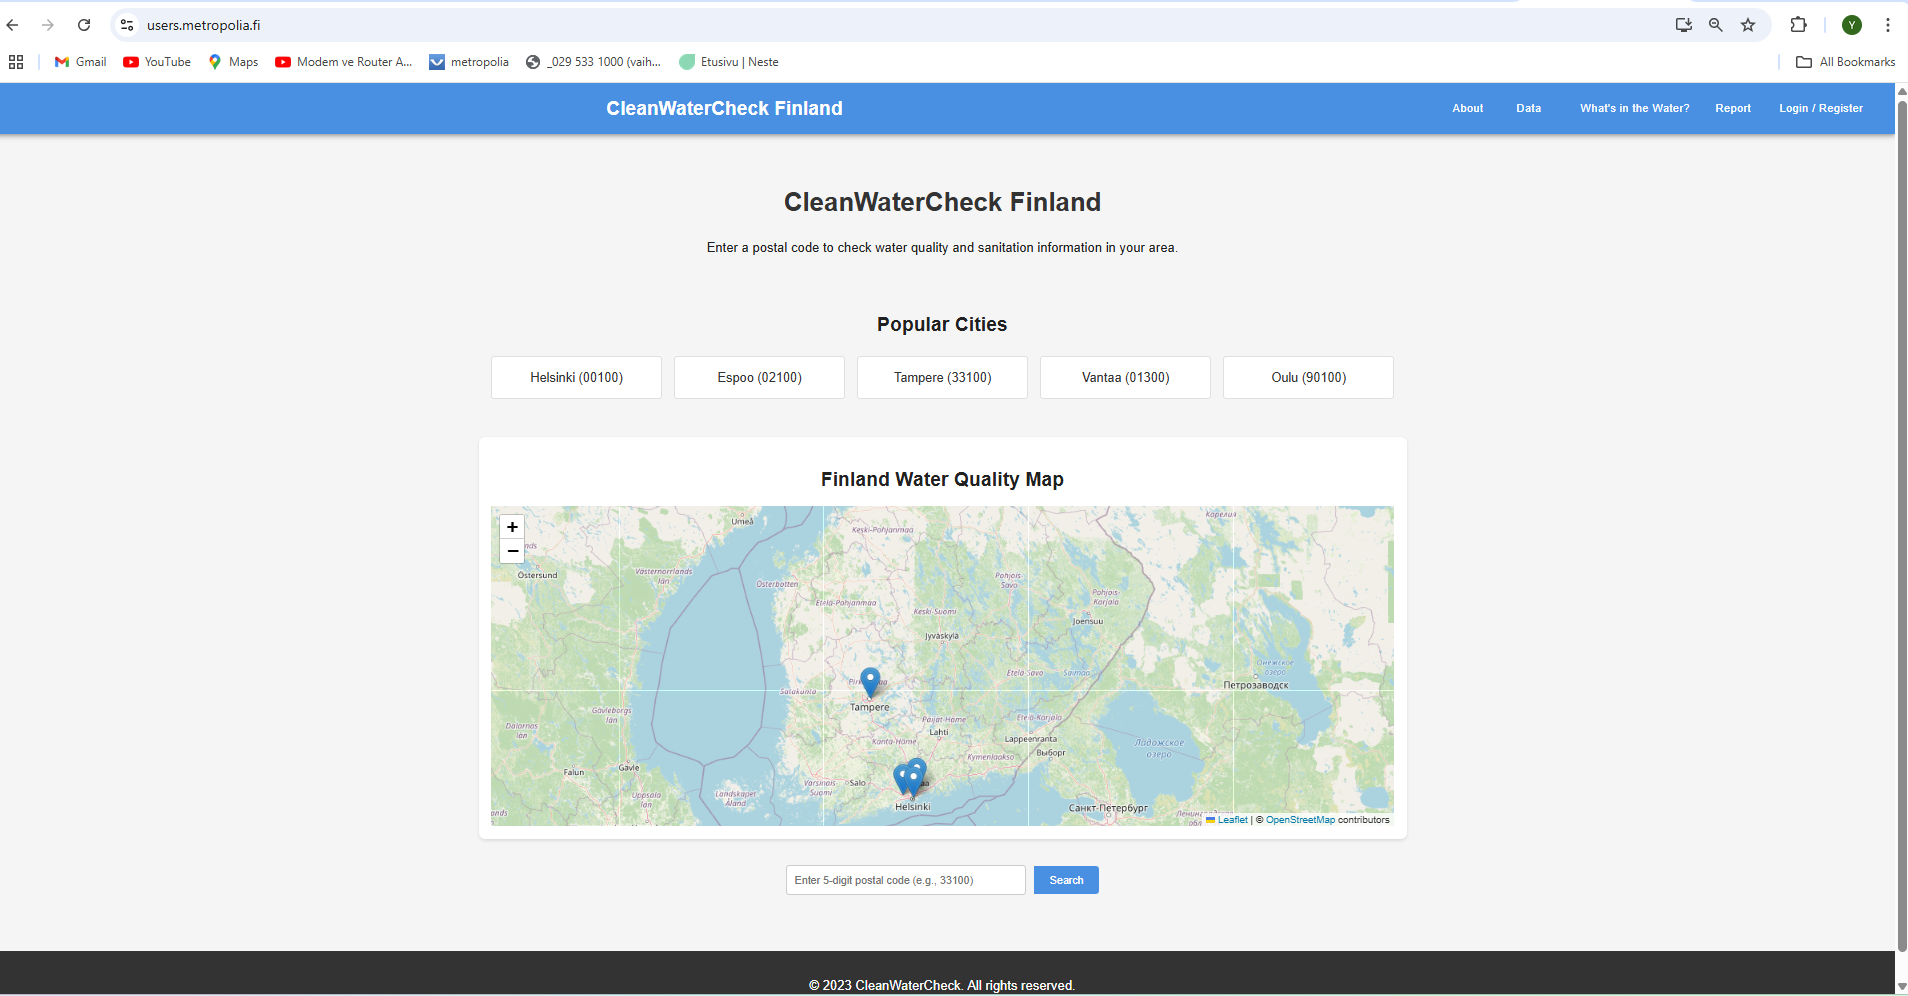 users.metropolia.fi
Y
Gmail YouTube Maps Modem ve Router A... metropolia _029 533 1000 (vaih... Etusivu | Neste All Bookmarks
CleanWaterCheck Finland About Data What's in the Water? Report Login / Register
CleanWaterCheck Finland
Enter a postal code to check water quality and sanitation information in your area.
Popular Cities
Helsinki (00100) Espoo (02100) Tampere (33100) Vantaa (01300) Oulu (90100)
Finland Water Quality Map
+
−
Umeå
Keski-Pohjanmaa
Карелия
Östersund
Västernorrlands
län
Österbotten
Pohjois-
Savo
Pohjois-
Karjala
Etelä-Pohjanmaa
Keski-Suomi
Joensuu
Jyväskylä
Онежское
озеро
Etelä-Savo
Saimaa
Петрозаводск
Satakunta
Tampere
Gävleborgs
län
Dalarnas
län
Päijät-Häme
Etelä-Karjala
Lahti
Kanta-Häme
Lappeenranta
Выборг
Ладожское
озеро
Kymenlaakso
Falun
Gävle
Varsinais-
Suomi
Salo
Uppsala
län
Landskapet
Åland
Helsinki
Санкт-Петербург
Leaflet | © OpenStreetMap contributors
Enter 5-digit postal code (e.g., 33100) Search
© 2023 CleanWaterCheck. All rights reserved.